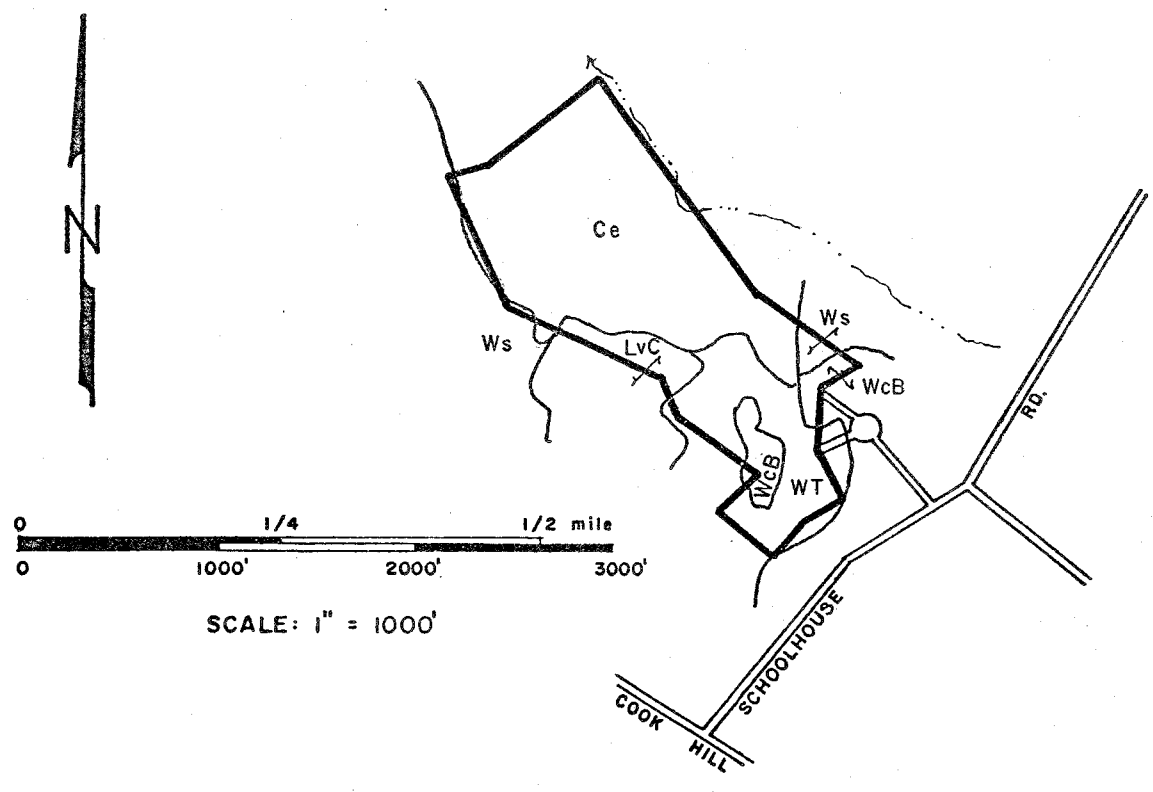 N
Ce
Ws
Ws
LvC
WcB
RD.
WcB
WT
0 1/4 1/2 mile
0 1000' 2000' 3000'
SCALE: 1" = 1000'
SCHOOLHOUSE
COOK
HILL